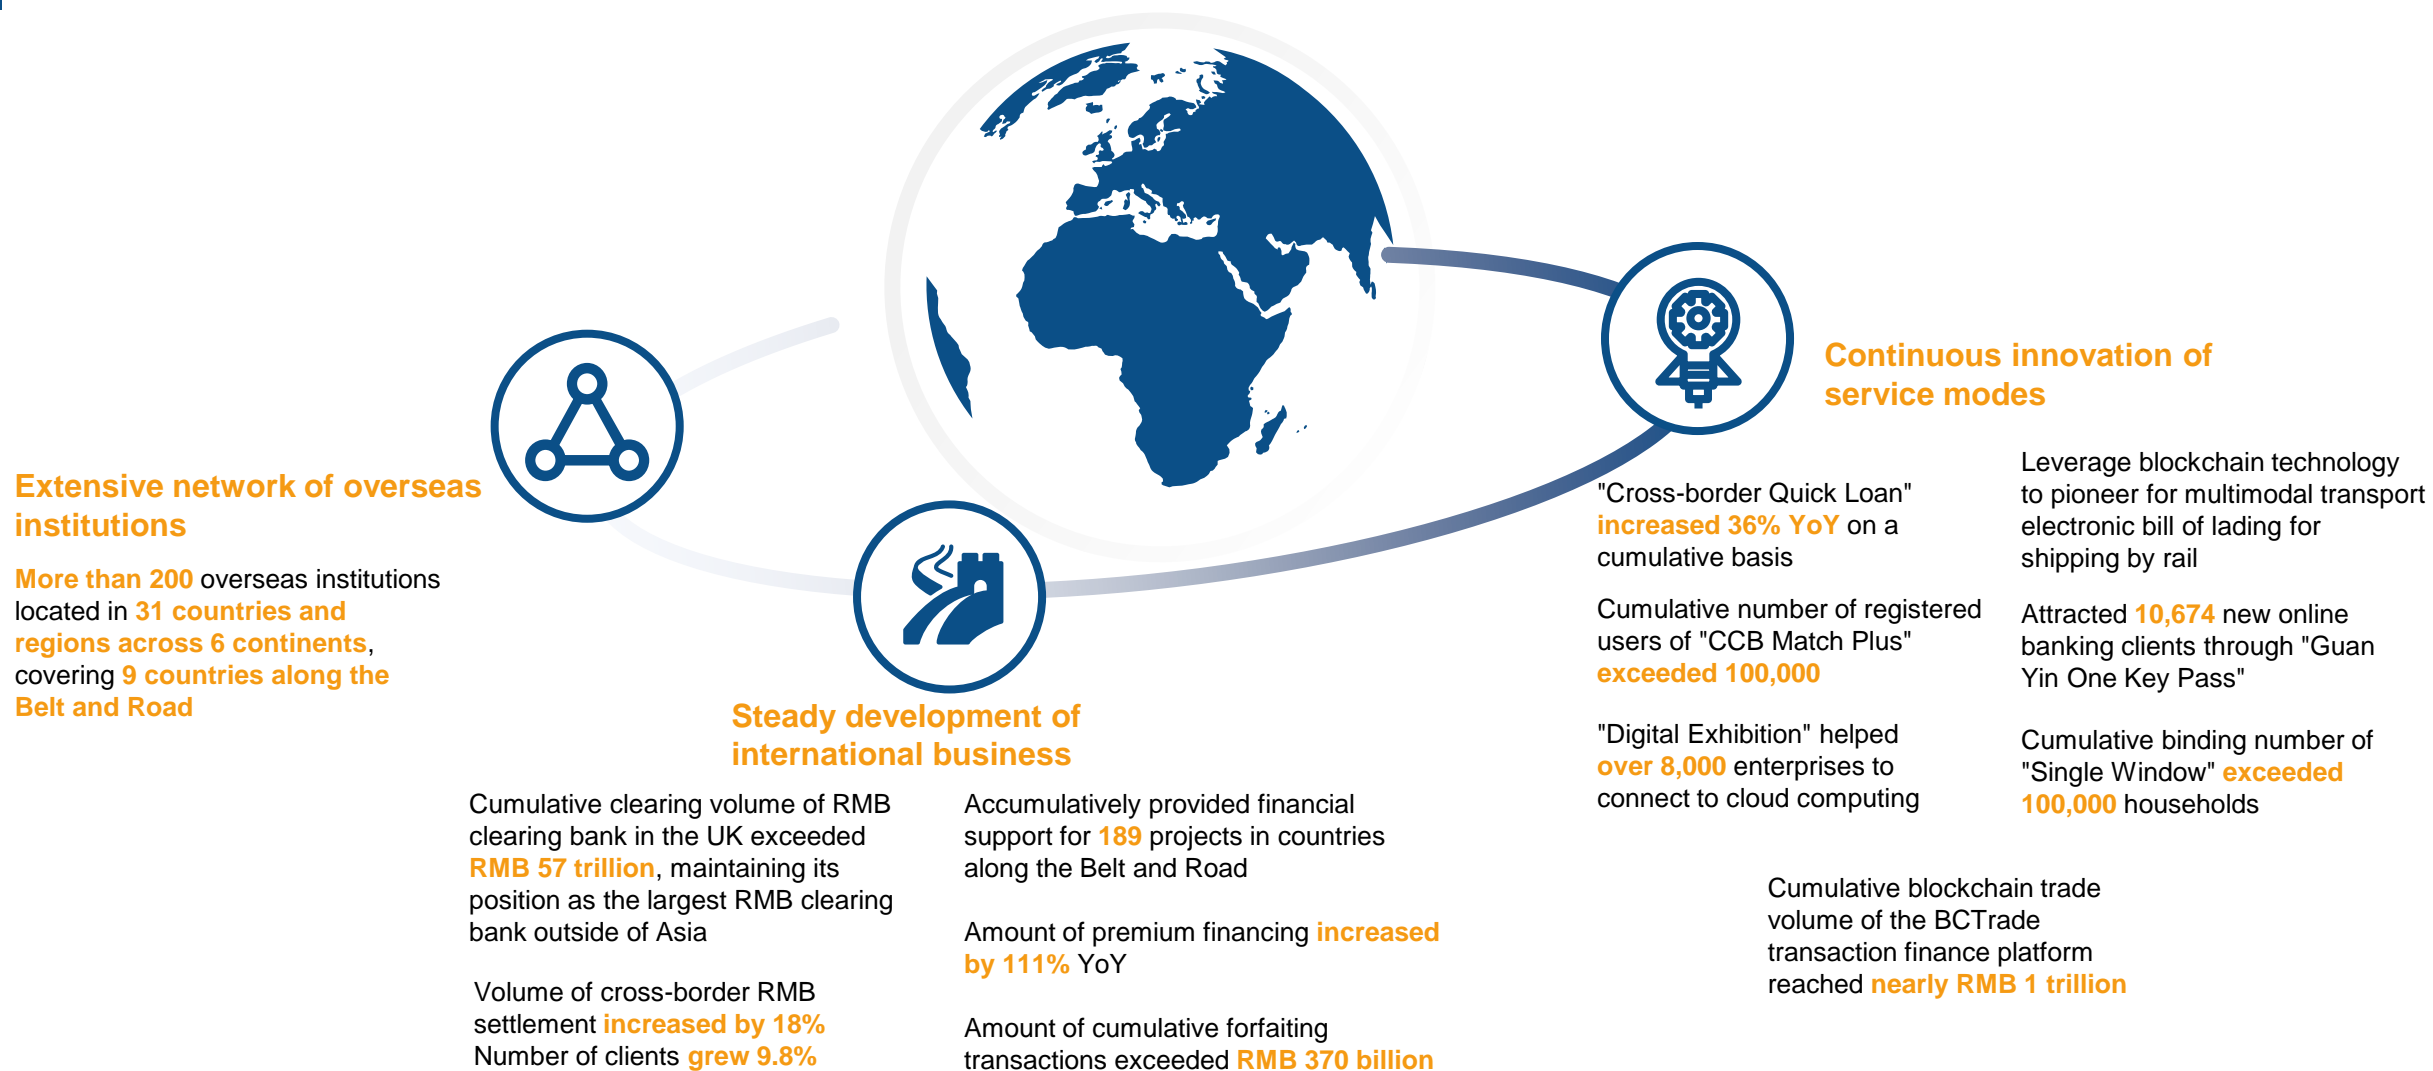 Extensive network of overseas
institutions
More than 200 overseas institutions
located in 31 countries and
regions across 6 continents,
covering 9 countries along the
Belt and Road
Steady development of
international business
Cumulative clearing volume of RMB
clearing bank in the UK exceeded
RMB 57 trillion, maintaining its
position as the largest RMB clearing
bank outside of Asia
Volume of cross-border RMB
settlement increased by 18%
Number of clients grew 9.8%
Accumulatively provided financial
support for 189 projects in countries
along the Belt and Road
Amount of premium financing increased
by 111% YoY
Amount of cumulative forfaiting
transactions exceeded RMB 370 billion
Continuous innovation of
service modes
"Cross-border Quick Loan"
increased 36% YoY on a
cumulative basis
Cumulative number of registered
users of "CCB Match Plus"
exceeded 100,000
"Digital Exhibition" helped
over 8,000 enterprises to
connect to cloud computing
Leverage blockchain technology
to pioneer for multimodal transport
electronic bill of lading for
shipping by rail
Attracted 10,674 new online
banking clients through "Guan
Yin One Key Pass"
Cumulative binding number of
"Single Window" exceeded
100,000 households
Cumulative blockchain trade
volume of the BCTrade
transaction finance platform
reached nearly RMB 1 trillion